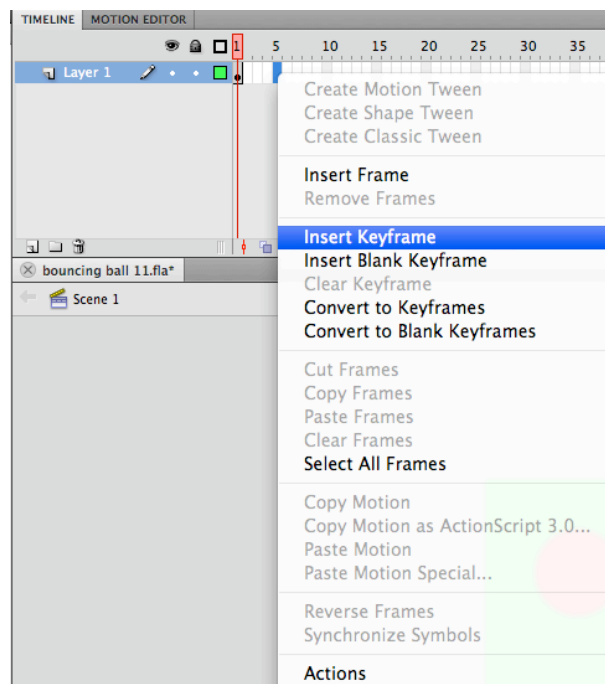 TIMELINE MOTION EDITOR
1 5 10 15 20 25 30 35
Layer 1
Create Motion Tween
Create Shape Tween
Create Classic Tween
Insert Frame
Remove Frames
Insert Keyframe
Insert Blank Keyframe
Clear Keyframe
Convert to Keyframes
Convert to Blank Keyframes
bouncing ball 11.fla*
Scene 1
Cut Frames
Copy Frames
Paste Frames
Clear Frames
Select All Frames
Copy Motion
Copy Motion as ActionScript 3.0...
Paste Motion
Paste Motion Special...
Reverse Frames
Synchronize Symbols
Actions